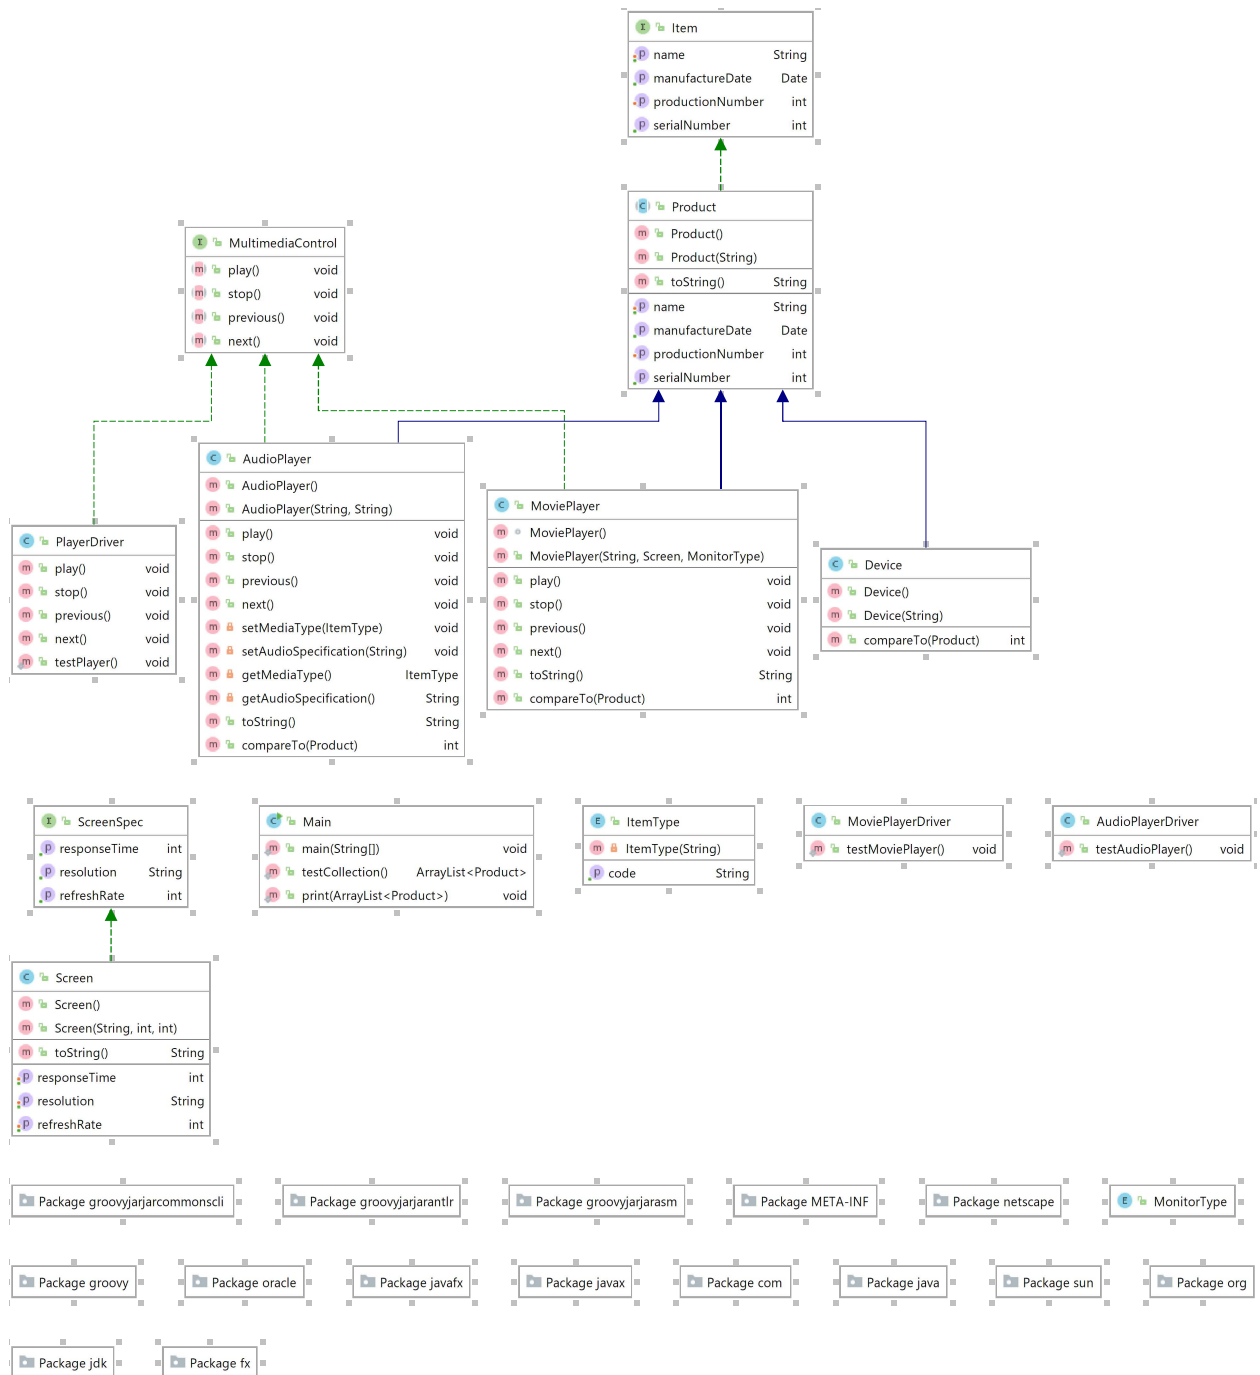 Item
name String
manufactureDate Date
productionNumber int
serialNumber int
Product
Product()
Product(String)
toString() String
name String
manufactureDate Date
productionNumber int
serialNumber int
MultimediaControl
play() void
stop() void
previous() void
next() void
PlayerDriver
play() void
stop() void
previous() void
next() void
testPlayer() void
AudioPlayer
AudioPlayer()
AudioPlayer(String, String)
play() void
stop() void
previous() void
next() void
setMediaType(ItemType) void
setAudioSpecification(String) void
getMediaType() ItemType
getAudioSpecification() String
toString() String
compareTo(Product) int
MoviePlayer
MoviePlayer()
MoviePlayer(String, Screen, MonitorType)
play() void
stop() void
previous() void
next() void
toString() String
compareTo(Product) int
Device
Device()
Device(String)
compareTo(Product) int
ScreenSpec
responseTime int
resolution String
refreshRate int
Main
main(String[]) void
testCollection() ArrayList<Product>
print(ArrayList<Product>) void
ItemType
ItemType(String)
code String
MoviePlayerDriver
testMoviePlayer() void
AudioPlayerDriver
testAudioPlayer() void
Screen
Screen()
Screen(String, int, int)
toString() String
responseTime int
resolution String
refreshRate int
Package groovyjarjarcommonscli
Package groovyjarjarantlr
Package groovyjarjarasm
Package META-INF
Package netscape
MonitorType
Package groovy
Package oracle
Package javafx
Package javax
Package com
Package java
Package sun
Package org
Package jdk
Package fx